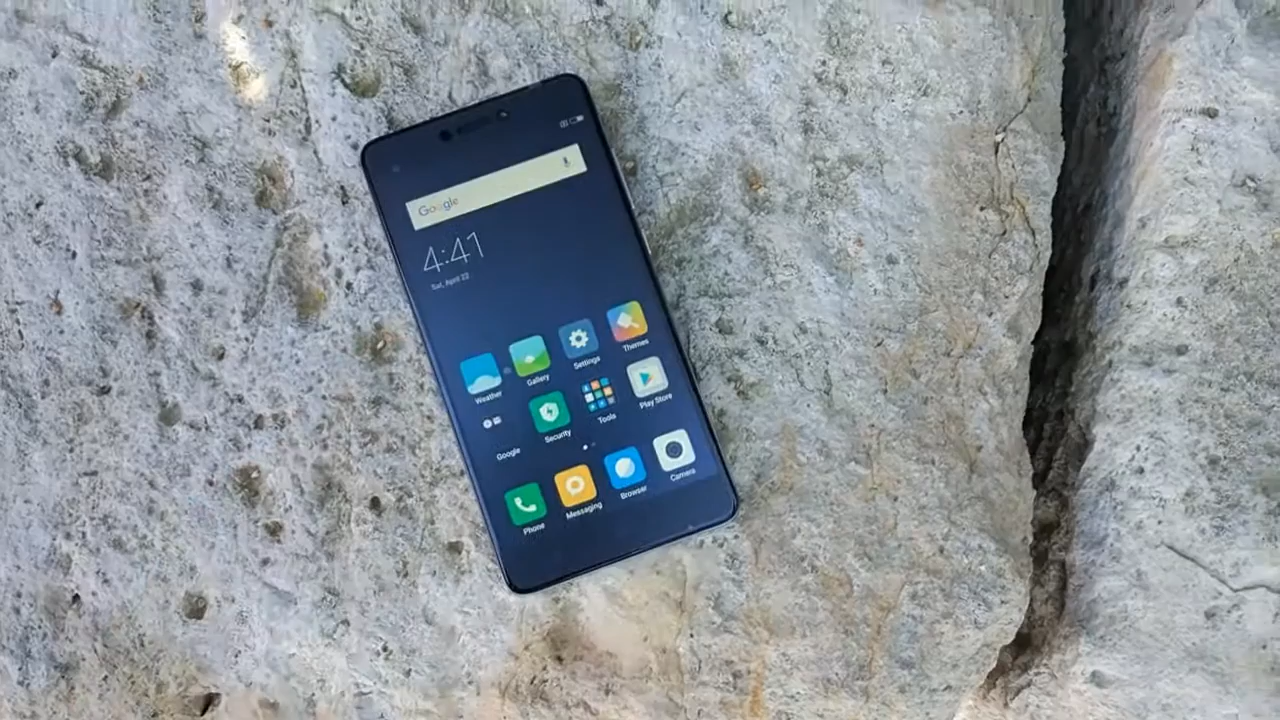 Google
4:41
Sat, April 22
Weather
Gallery
Settings
Themes
Google
Security
Tools
Play Store
Phone
Messaging
Browser
Camera